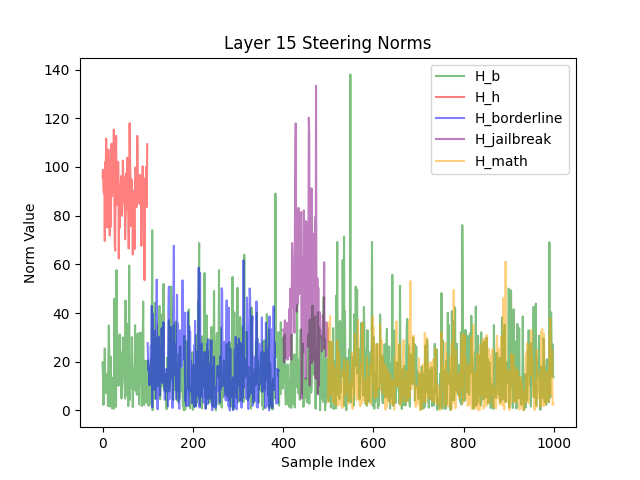 Layer 15 Steering Norms
140
120
100
80
60
40
20
0
Norm Value
0
200
400
600
800
1000
Sample Index
H_b
H_h
H_borderline
H_jailbreak
H_math